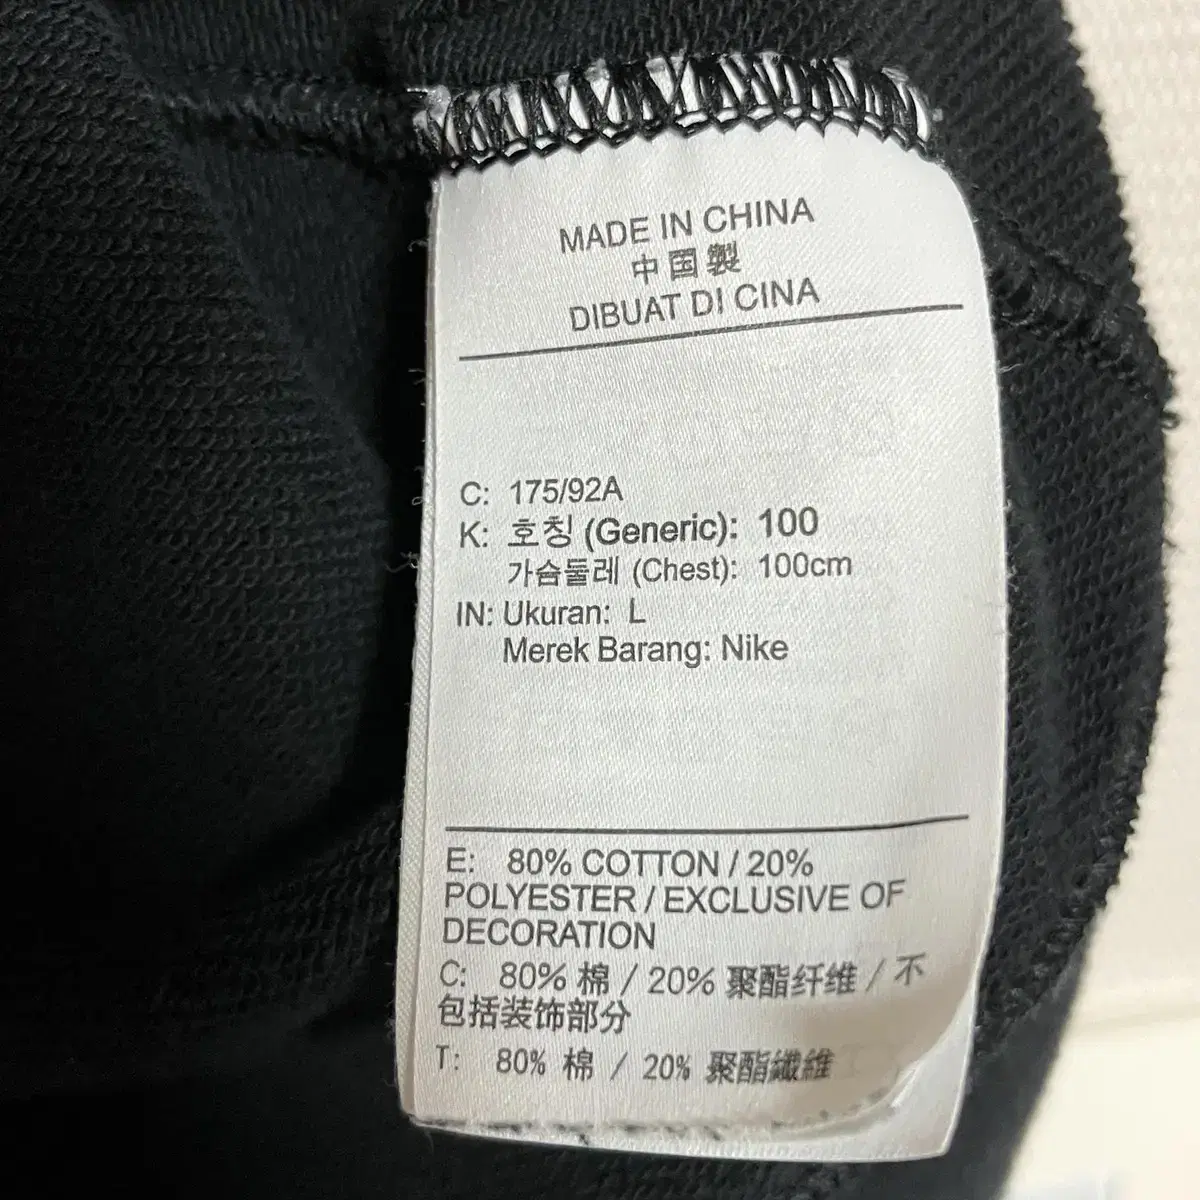 MADE IN CHINA
中国製
DIBUAT DI CINA
C: 175/92A
K: 호칭 (Generic): 100
가슴둘레 (Chest): 100cm
IN: Ukuran: L
Merek Barang: Nike
E: 80% COTTON / 20%
POLYESTER / EXCLUSIVE OF
DECORATION
C: 80% 棉 / 20% 聚酯纤维 / 不
包括装饰部分
T: 80% 棉 / 20% 聚酯纖維